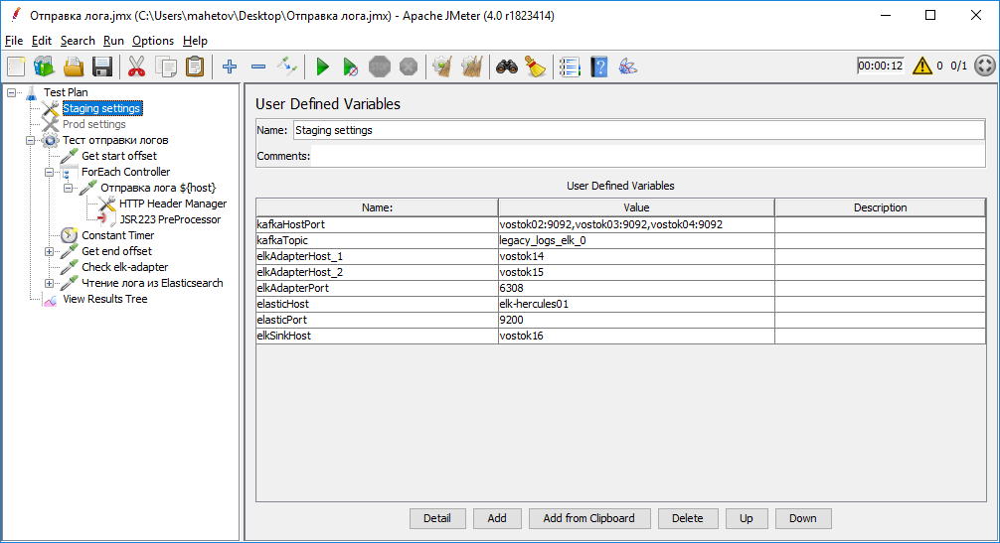 Отправка лога.jmx (C:\Users\mahetov\Desktop\Отправка лога.jmx) - Apache JMeter (4.0 r1823414)
File Edit Search Run Options Help
00:00:12 0 0/1
Test Plan
Staging settings
Prod settings
Тест отправки логов
Get start offset
ForEach Controller
Отправка лога ${host}
HTTP Header Manager
JSR223 PreProcessor
Constant Timer
Get end offset
Check elk-adapter
Чтение лога из Elasticsearch
View Results Tree
User Defined Variables
Name: Staging settings
Comments:
User Defined Variables
Name: Value Description
kafkaHostPort vostok02:9092,vostok03:9092,vostok04:9092
kafkaTopic legacy_logs_elk_0
elkAdapterHost_1 vostok14
elkAdapterHost_2 vostok15
elkAdapterPort 6308
elasticHost elk-hercules01
elasticPort 9200
elkSinkHost vostok16
Detail Add Add from Clipboard Delete Up Down